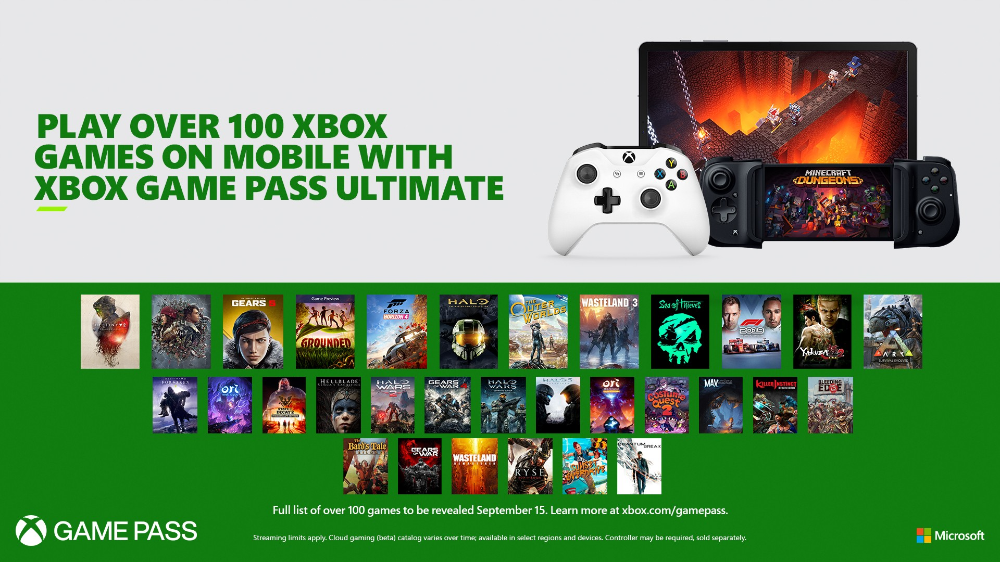 PLAY OVER 100 XBOX
GAMES ON MOBILE WITH
XBOX GAME PASS ULTIMATE
Y
X
B
A
MINECRAFT
DUNGEONS
DESTINY 2
SHADOWKEEP
TELL
ME
WHY
ULTIMATE EDITION
GEARS 5
Game Preview
GROUNDED
FORZA
HORIZON 4
HALO
THE MASTER CHIEF COLLECTION
THE
OUTER
WORLDS
WASTELAND 3
Sea of Thieves
F1
2019
YAKUZA
KIWAMI 2
ARK
SURVIVAL EVOLVED
DESTINY 2
FORSAKEN
ori
STATE OF
DECAY 2
JUGGERNAUT EDITION
HELLBLADE
SENUA'S SACRIFICE
HALO
WARS
2
GEARS
OF WAR 4
HALO
WARS
DEFINITIVE EDITION
HALO 5
GUARDIANS
ori
Costume
Quest
2
MAX
KILLER INSTINCT
DEFINITIVE EDITION
BLEEDING
EDGE
The
Bard's Tale
TRILOGY
GEARS
OF WAR
WASTELAND
REMASTERED
RYSE
SON OF ROME
SUNSET
OVERDRIVE
QUANTUM
BREAK
Full list of over 100 games to be revealed September 15. Learn more at xbox.com/gamepass.
GAME PASS
Streaming limits apply. Cloud gaming (beta) catalog varies over time; available in select regions and devices. Controller may be required, sold separately.
Microsoft